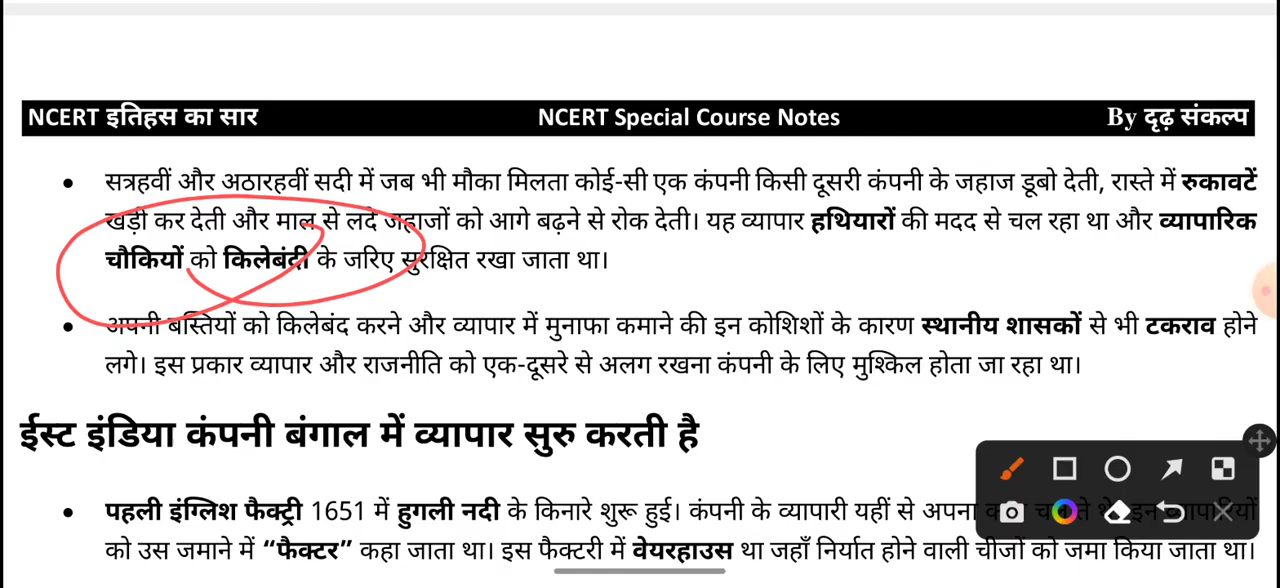 NCERT इतिहस का सार NCERT Special Course Notes By दृढ़ संकल्प
• सत्रहवीं और अठारहवीं सदी में जब भी मौका मिलता कोई-सी एक कंपनी किसी दूसरी कंपनी के जहाज डूबो देती, रास्ते में रुकावटें
खड़ी कर देती और माल से लदे जहाजों को आगे बढ़ने से रोक देती। यह व्यापार हथियारों की मदद से चल रहा था और व्यापारिक
चौकियों को किलेबंदी के जरिए सुरक्षित रखा जाता था।
• अपनी बस्तियों को किलेबंद करने और व्यापार में मुनाफा कमाने की इन कोशिशों के कारण स्थानीय शासकों से भी टकराव होने
लगे। इस प्रकार व्यापार और राजनीति को एक-दूसरे से अलग रखना कंपनी के लिए मुश्किल होता जा रहा था।
ईस्ट इंडिया कंपनी बंगाल में व्यापार सुरु करती है
• पहली इंग्लिश फैक्ट्री 1651 में हुगली नदी के किनारे शुरू हुई। कंपनी के व्यापारी यहीं से अपना इन व्यापारियों
को उस जमाने में “फैक्टर” कहा जाता था। इस फैक्टरी में वेयरहाउस था जहाँ निर्यात होने वाली चीजों को जमा किया जाता था।